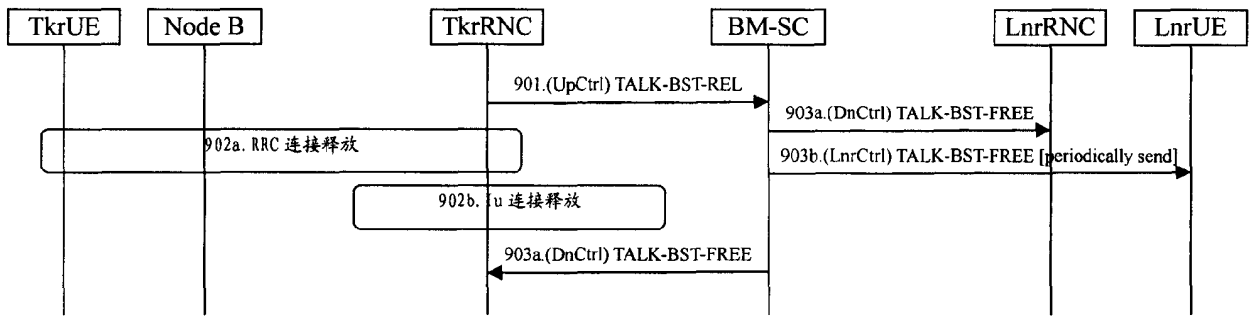 TkrUE
Node B
TkrRNC
BM-SC
LnrRNC
LnrUE
901.(UpCtrl) TALK-BST-REL
903a.(DnCtrl) TALK-BST-FREE
902a. RRC 连接释放
903b.(LnrCtrl) TALK-BST-FREE [periodically send]
902b. Iu 连接释放
903a.(DnCtrl) TALK-BST-FREE